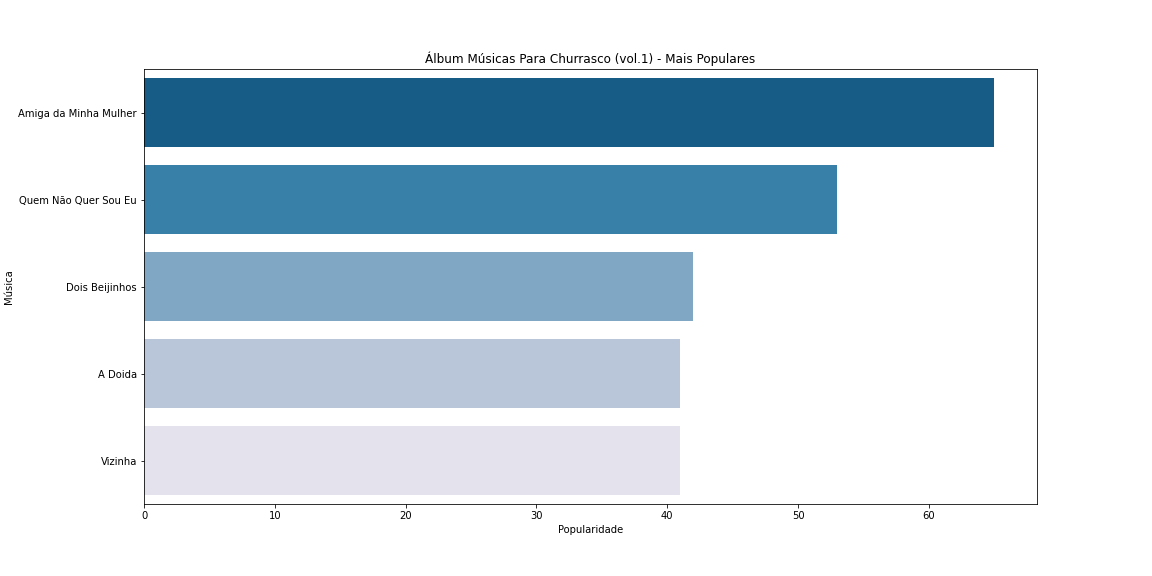 Álbum Músicas Para Churrasco (vol.1) - Mais Populares
Música
Amiga da Minha Mulher
Quem Não Quer Sou Eu
Dois Beijinhos
A Doida
Vizinha
0 10 20 30 40 50 60
Popularidade